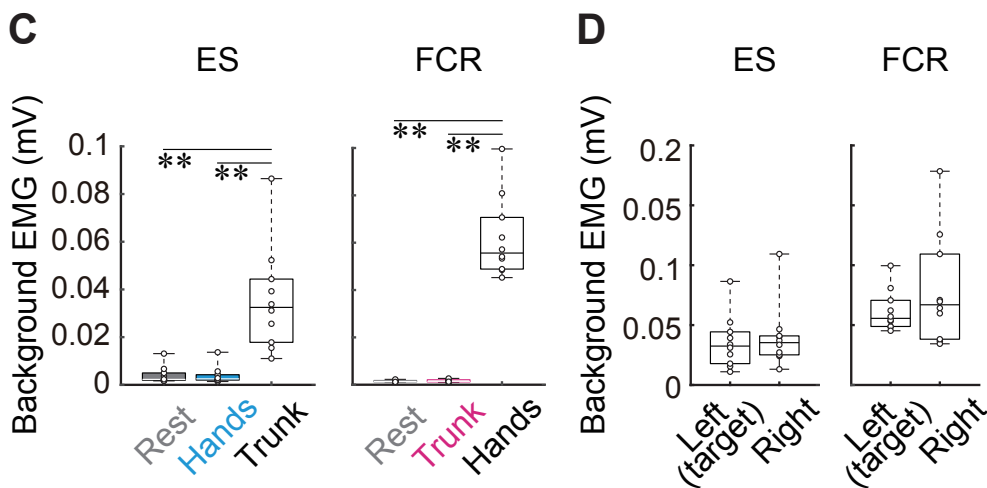 C
ES
FCR
Background EMG (mV)
0.1
0.08
0.06
0.04
0.02
0
**
**
**
**
Rest
Hands
Trunk
Rest
Trunk
Hands
D
ES
FCR
Background EMG (mV)
0.2
0.05
0.1
0.05
0
Left
(target)
Right
Left
(target)
Right